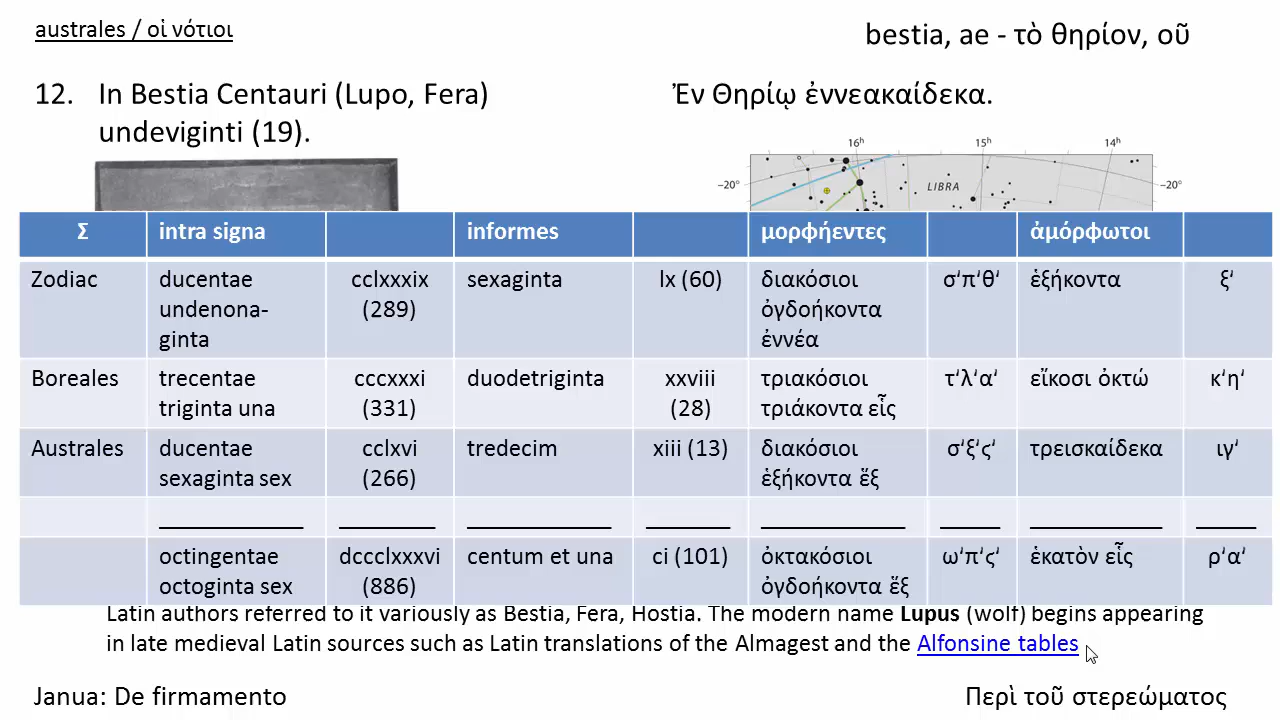 australes / οἱ νότιοι
bestia, ae - τὸ θηρίον, οῦ
12. In Bestia Centauri (Lupo, Fera)
undeviginti (19).
Ἐν Θηρίῳ ἐννεακαίδεκα.
16h 15h 14h
–20° LIBRA –20°
Σ intra signa informes μορφήεντες ἀμόρφωτοι
Zodiac ducentae cclxxxix sexaginta lx (60) διακόσιοι σʹπʹθʹ ἑξήκοντα ξʹ
undenona- (289) ὀγδοήκοντα
ginta ἐννέα
Boreales trecentae cccxxxi duodetriginta xxviii τριακόσιοι τʹλʹαʹ εἴκοσι ὀκτώ κʹηʹ
triginta una (331) (28) τριάκοντα εἷς
Australes ducentae cclxvi tredecim xiii (13) διακόσιοι σʹξʹςʹ τρεισκαίδεκα ιγʹ
sexaginta sex (266) ἑξήκοντα ἕξ
octingentae dccclxxxvi centum et una ci (101) ὀκτακόσιοι ωʹπʹςʹ ἑκατὸν εἷς ρʹαʹ
octoginta sex (886) ὀγδοήκοντα ἕξ
Latin authors referred to it variously as Bestia, Fera, Hostia. The modern name Lupus (wolf) begins appearing
in late medieval Latin sources such as Latin translations of the Almagest and the Alfonsine tables
Janua: De firmamento
Περὶ τοῦ στερεώματος